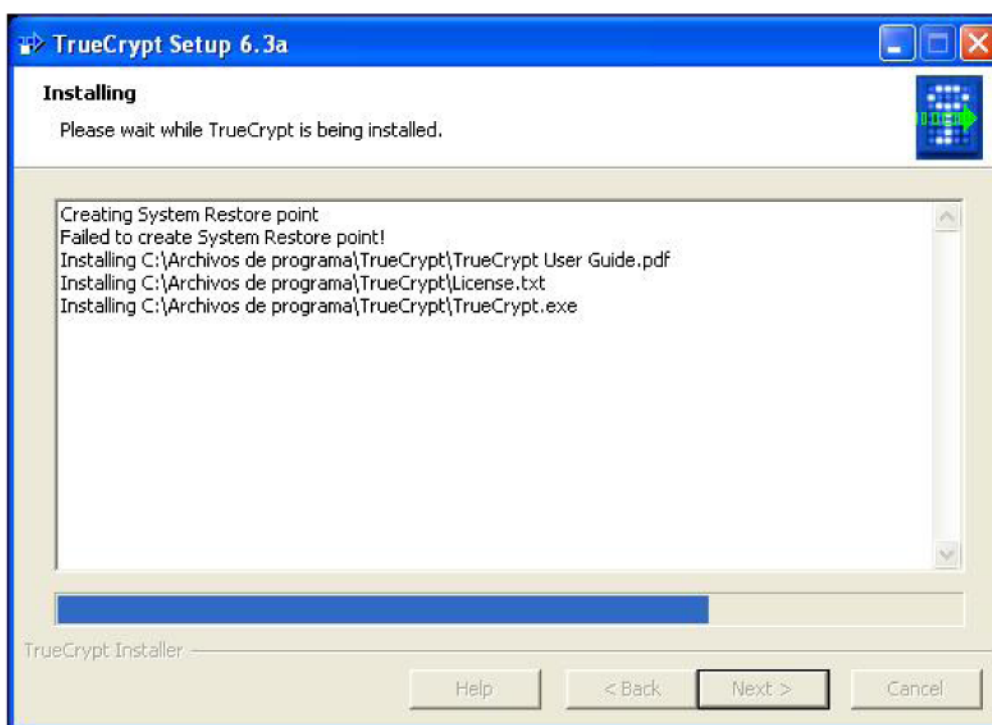 TrueCrypt Setup 6.3a
Installing
Please wait while TrueCrypt is being installed.
Creating System Restore point
Failed to create System Restore point!
Installing C:\Archivos de programa\TrueCrypt\TrueCrypt User Guide.pdf
Installing C:\Archivos de programa\TrueCrypt\License.txt
Installing C:\Archivos de programa\TrueCrypt\TrueCrypt.exe
TrueCrypt Installer
Help
< Back
Next >
Cancel